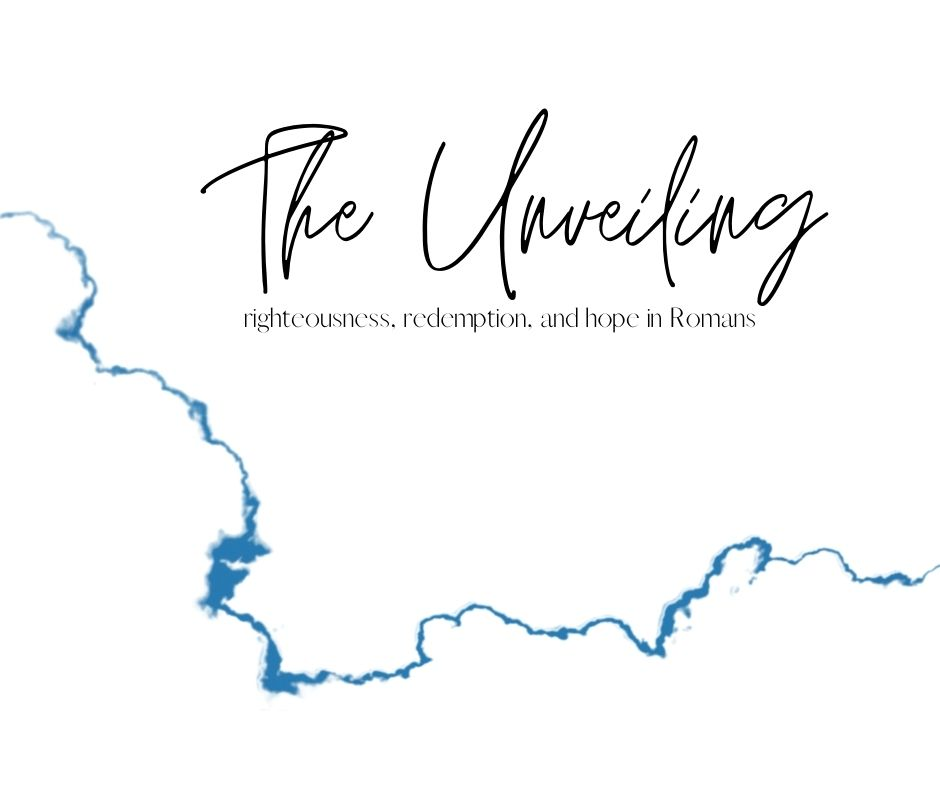 The Unveiling
righteousness, redemption, and hope in Romans